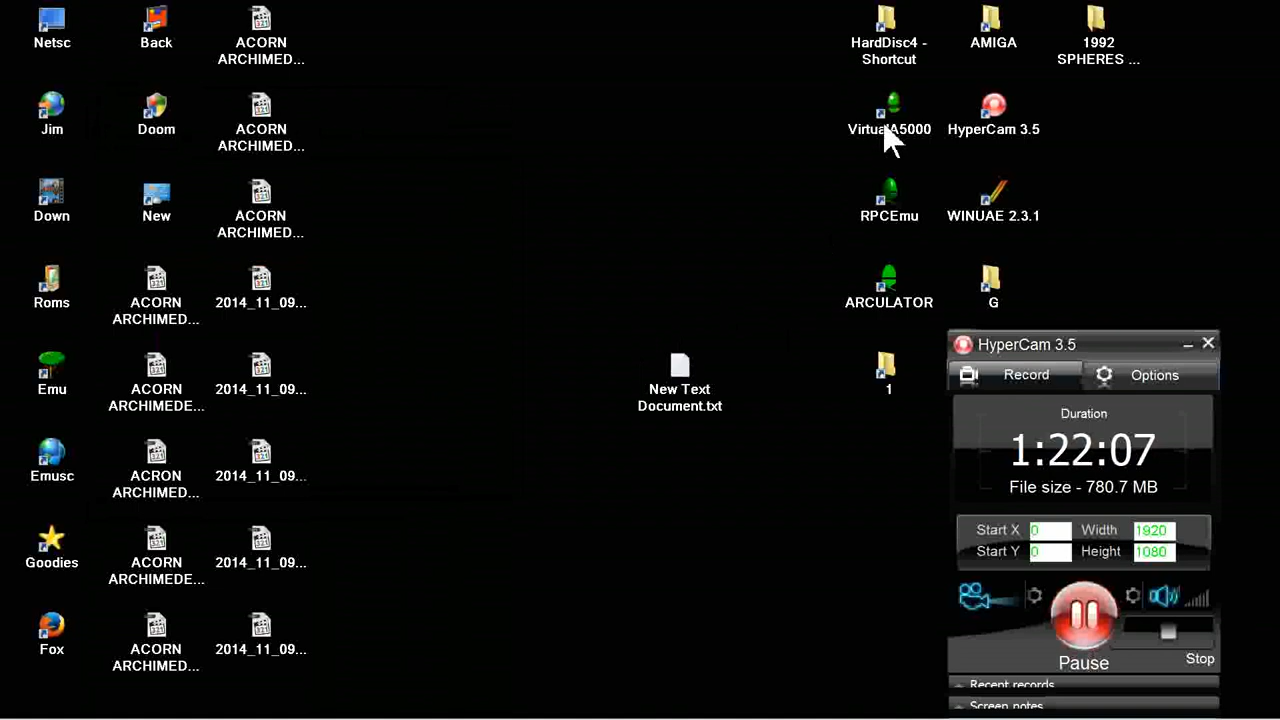 Netsc
Back
ACORN
ARCHIMED...
HardDisc4 -
Shortcut
AMIGA
1992
SPHERES ...
Jim
Doom
ACORN
ARCHIMED...
VirtualA5000
HyperCam 3.5
Down
New
ACORN
ARCHIMED...
RPCEmu
WINUAE 2.3.1
Roms
ACORN
ARCHIMED...
2014_11_09...
ARCULATOR
G
Emu
ACORN
ARCHIMEDE...
2014_11_09...
New Text
Document.txt
1
Emusc
ACRON
ARCHIMED...
2014_11_09...
Goodies
ACORN
ARCHIMEDE...
2014_11_09...
Fox
ACORN
ARCHIMED...
2014_11_09...
HyperCam 3.5
Record
Options
Duration
1:22:07
File size - 780.7 MB
Start X 0 Width 1920
Start Y 0 Height 1080
Pause
Stop
Recent records
Screen notes